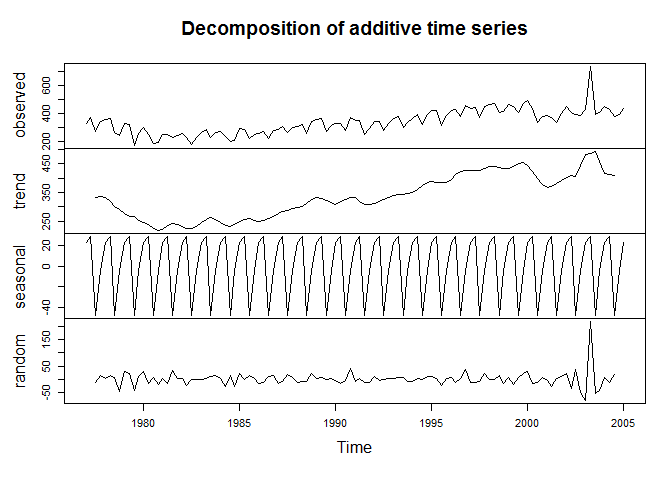 Decomposition of additive time series
observed
200 400 600
trend
250 350 450
seasonal
-40 0 20
random
-50 50 150
1980 1985 1990 1995 2000 2005
Time